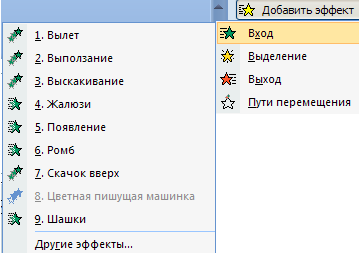 Добавить эффект
Вход
Выделение
Выход
Пути перемещения
1. Вылет
2. Выползание
3. Выскакивание
4. Жалюзи
5. Появление
6. Ромб
7. Скачок вверх
8. Цветная пишущая машинка
9. Шашки
Другие эффекты...